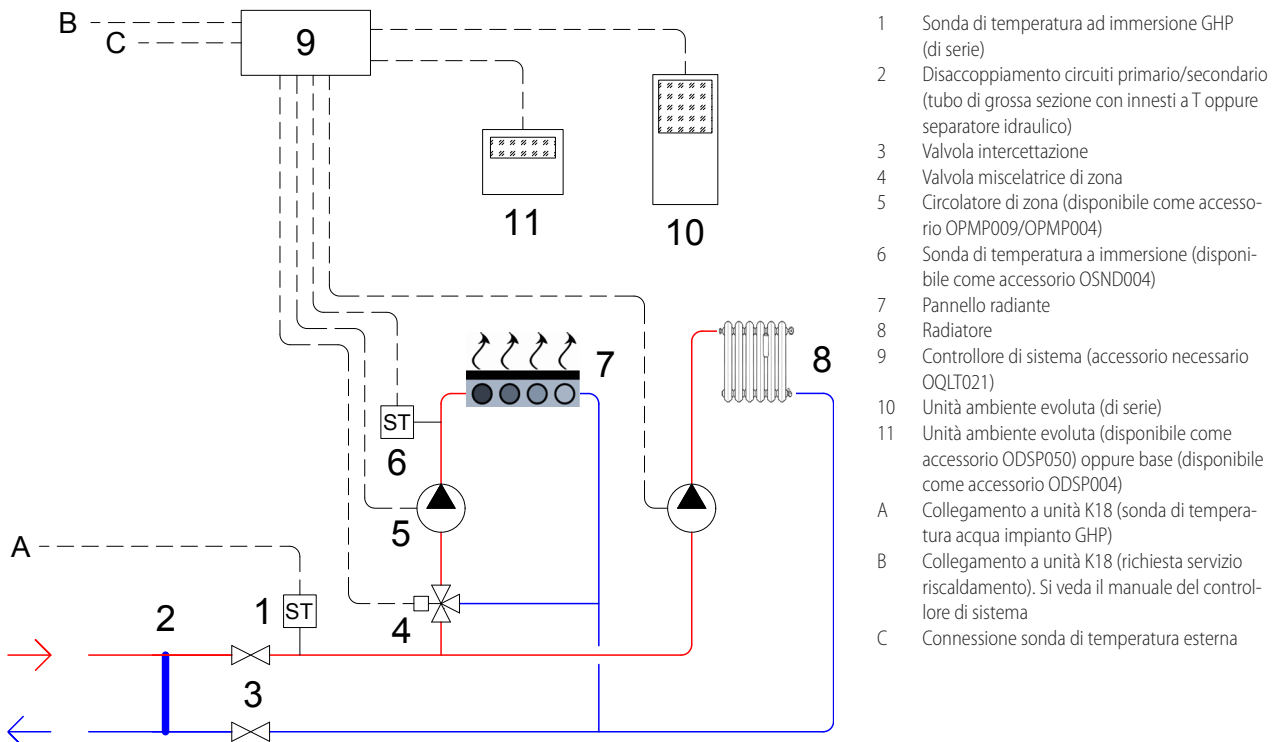 B
C
9
11
10
7
8
ST
6
5
A
1
ST
2
4
3
1 Sonda di temperatura ad immersione GHP
(di serie)
2 Disaccoppiamento circuiti primario/secondario
(tubo di grossa sezione con innesti a T oppure
separatore idraulico)
3 Valvola intercettazione
4 Valvola miscelatrice di zona
5 Circolatore di zona (disponibile come accesso-
rio OPMP009/OPMP004)
6 Sonda di temperatura a immersione (disponi-
bile come accessorio OSND004)
7 Pannello radiante
8 Radiatore
9 Controllore di sistema (accessorio necessario
OQLT021)
10 Unità ambiente evoluta (di serie)
11 Unità ambiente evoluta (disponibile come
accessorio ODSP050) oppure base (disponibile
come accessorio ODSP004)
A Collegamento a unità K18 (sonda di tempera-
tura acqua impianto GHP)
B Collegamento a unità K18 (richiesta servizio
riscaldamento). Si veda il manuale del control-
lore di sistema
C Connessione sonda di temperatura esterna